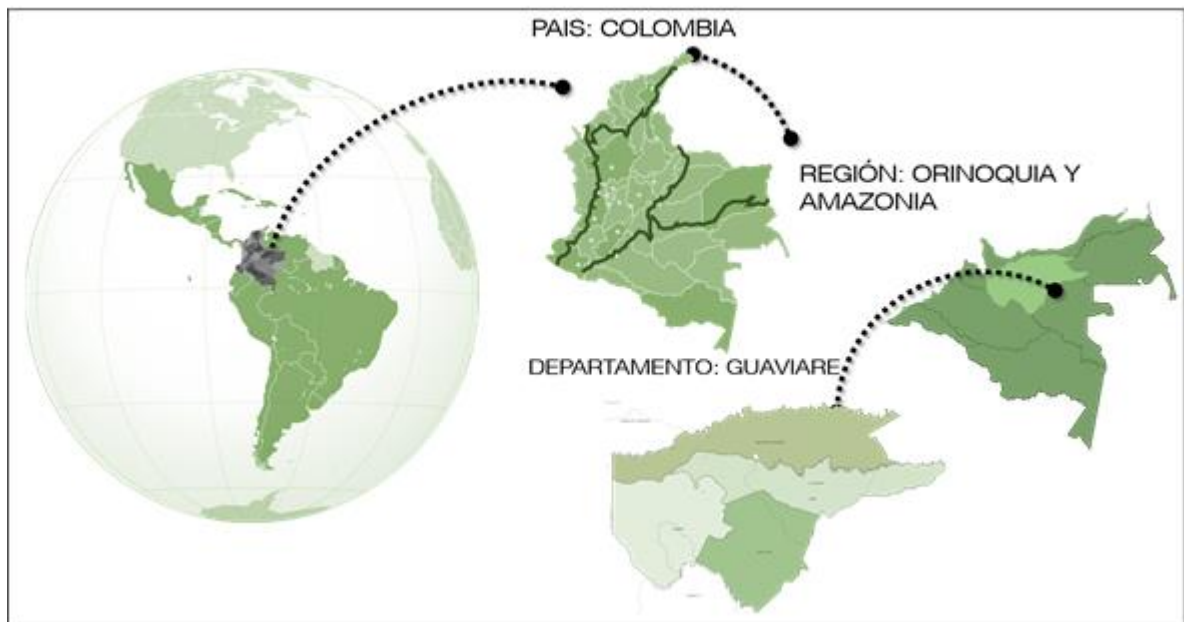 PAIS: COLOMBIA
REGIÓN: ORINOQUIA Y
AMAZONIA
DEPARTAMENTO: GUAVIARE